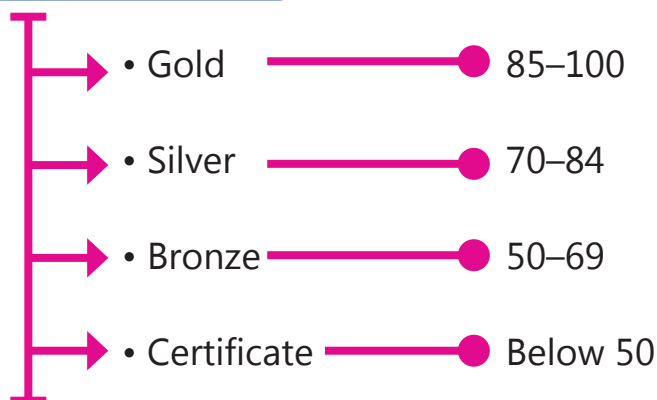 • Gold 85–100
• Silver 70–84
• Bronze 50–69
• Certificate Below 50